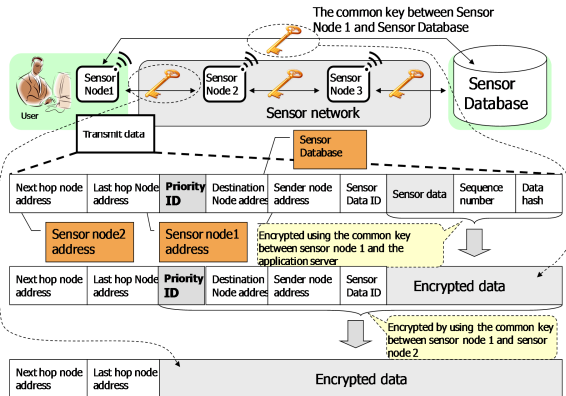 The common key between Sensor
Node 1 and Sensor Database
Sensor
Node1
Sensor
Node 2
Sensor
Node 3
Sensor
Database
User
Sensor network
Transmit data
Sensor
Database
Next hop node
address
Last hop Node
address
Priority
ID
Destination
Node address
Sender node
address
Sensor
Data ID
Sensor data
Sequence
number
Data
hash
Sensor node2
address
Sensor node1
address
Encrypted using the common key
between sensor node 1 and the
application server
Next hop node
address
Last hop Node
address
Priority
ID
Destination
Node addres
Sender node
address
Sensor
Data ID
Encrypted data
Encrypted by using the common key
between sensor node 1 and sensor
node 2
Next hop node
address
Last hop node
address
Encrypted data